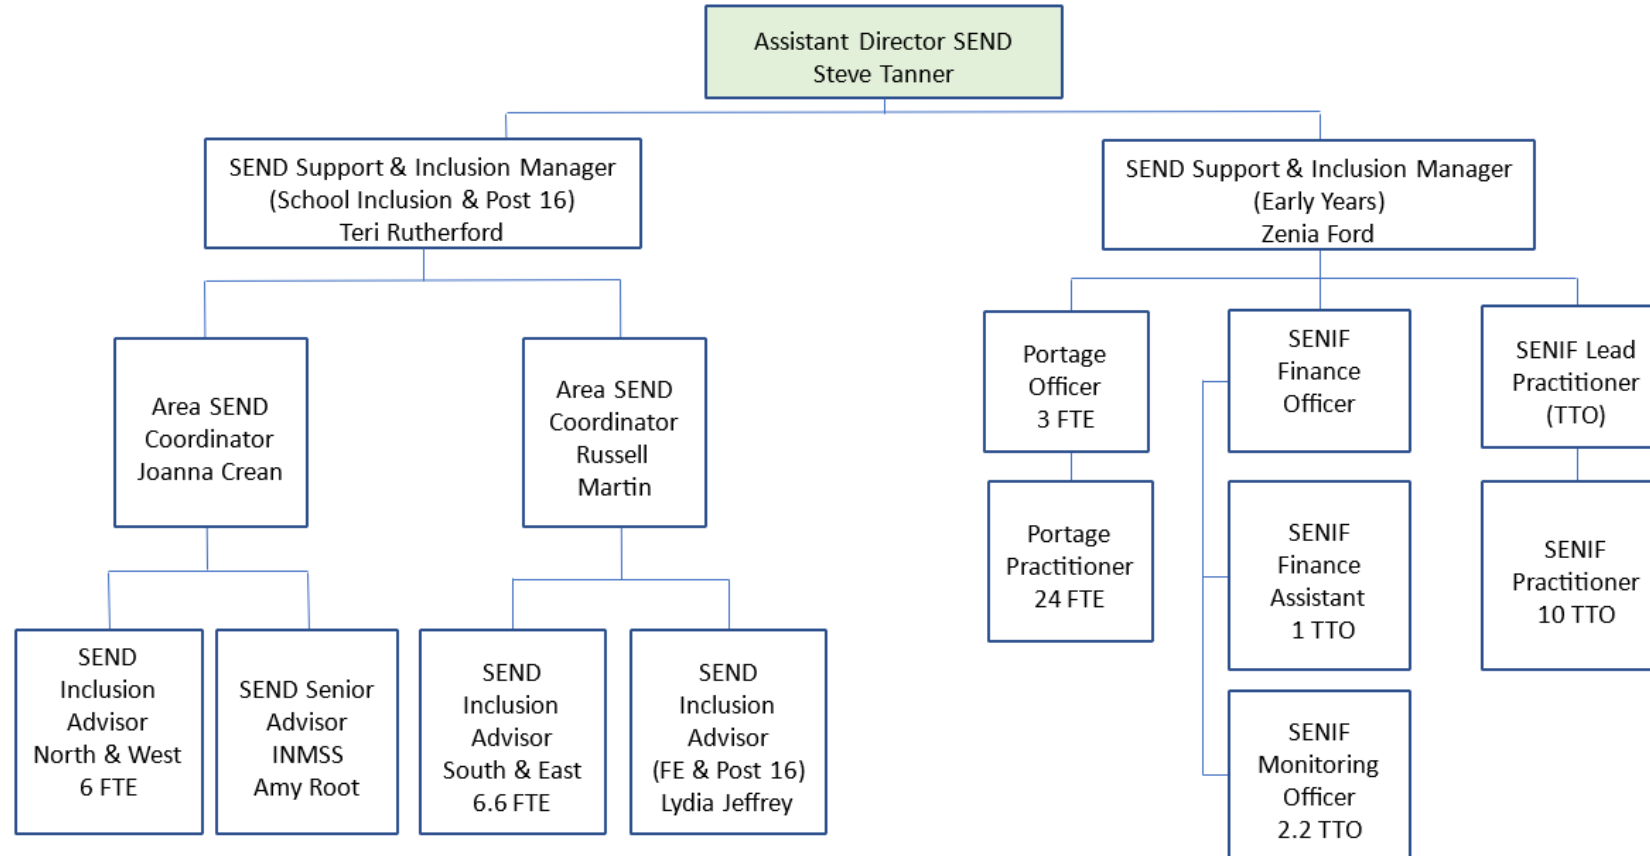 Assistant Director SEND
Steve Tanner
SEND Support & Inclusion Manager
(School Inclusion & Post 16)
Teri Rutherford
SEND Support & Inclusion Manager
(Early Years)
Zenia Ford
Area SEND
Coordinator
Joanna Crean
Area SEND
Coordinator
Russell
Martin
Portage
Officer
3 FTE
SENIF
Finance
Officer
SENIF Lead
Practitioner
(TTO)
Portage
Practitioner
24 FTE
SENIF
Finance
Assistant
1 TTO
SENIF
Practitioner
10 TTO
SEND
Inclusion
Advisor
North & West
6 FTE
SEND Senior
Advisor
INMSS
Amy Root
SEND
Inclusion
Advisor
South & East
6.6 FTE
SEND
Inclusion
Advisor
(FE & Post 16)
Lydia Jeffrey
SENIF
Monitoring
Officer
2.2 TTO